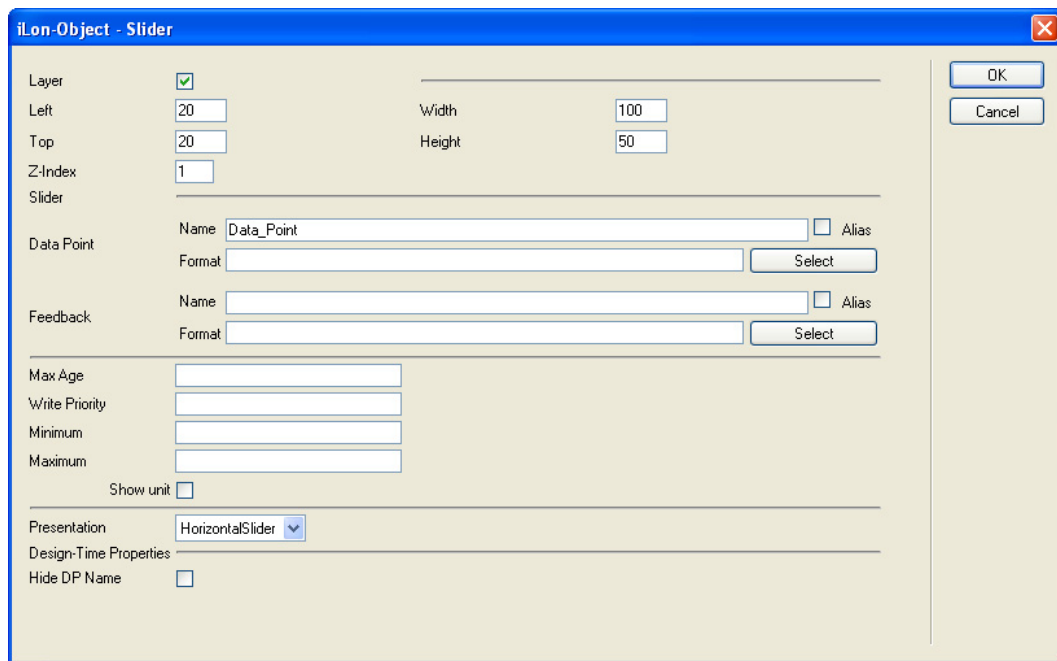 iLon-Object - Slider
Layer
OK
Left 20 Width 100
Cancel
Top 20 Height 50
Z-Index 1
Slider
Data Point
Name Data_Point Alias
Format Select
Feedback
Name Alias
Format Select
Max Age
Write Priority
Minimum
Maximum
Show unit
Presentation HorizontalSlider
Design-Time Properties
Hide DP Name